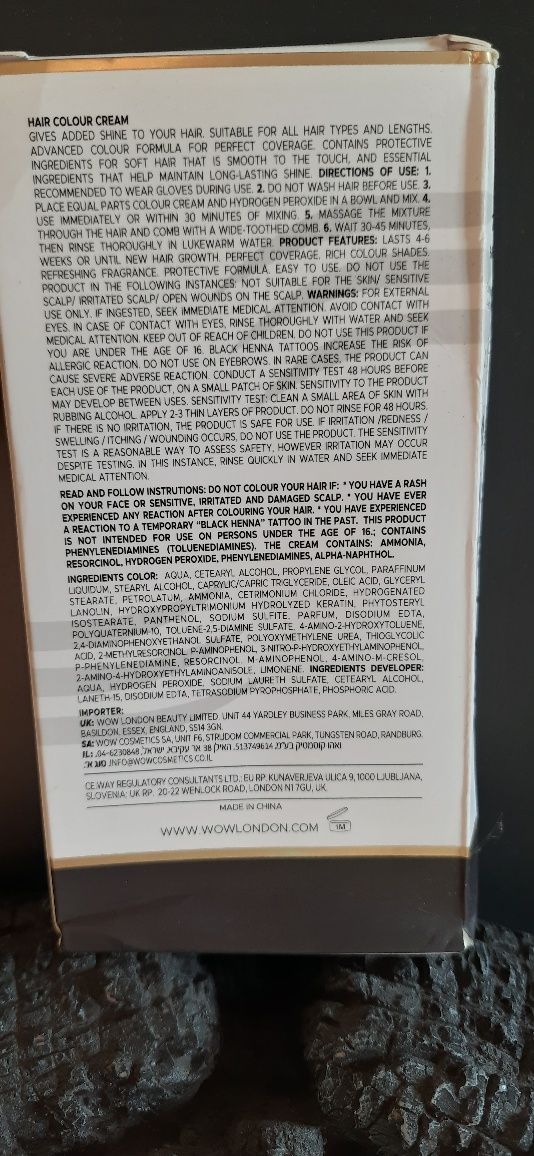 HAIR COLOUR CREAM
GIVES ADDED SHINE TO YOUR HAIR. SUITABLE FOR ALL HAIR TYPES AND LENGTHS.
ADVANCED COLOUR FORMULA FOR PERFECT COVERAGE. CONTAINS PROTECTIVE
INGREDIENTS FOR SOFT HAIR THAT IS SMOOTH TO THE TOUCH, AND ESSENTIAL
INGREDIENTS THAT HELP MAINTAIN LONG-LASTING SHINE. DIRECTIONS OF USE: 1.
RECOMMENDED TO WEAR GLOVES DURING USE. 2. DO NOT WASH HAIR BEFORE USE. 3.
PLACE EQUAL PARTS COLOUR CREAM AND HYDROGEN PEROXIDE IN A BOWL AND MIX. 4.
USE IMMEDIATELY OR WITHIN 30 MINUTES OF MIXING. 5. MASSAGE THE MIXTURE
THROUGH THE HAIR AND COMB WITH A WIDE-TOOTHED COMB. 6. WAIT 30-45 MINUTES,
THEN RINSE THOROUGHLY IN LUKEWARM WATER. PRODUCT FEATURES: LASTS 4-6
WEEKS OR UNTIL NEW HAIR GROWTH. PERFECT COVERAGE. RICH COLOUR SHADES.
REFRESHING FRAGRANCE. PROTECTIVE FORMULA. EASY TO USE. DO NOT USE THE
PRODUCT IN THE FOLLOWING INSTANCES: NOT SUITABLE FOR THE SKIN/ SENSITIVE
SCALP/ IRRITATED SCALP/ OPEN WOUNDS ON THE SCALP. WARNINGS: FOR EXTERNAL
USE ONLY. IF INGESTED, SEEK IMMEDIATE MEDICAL ATTENTION. AVOID CONTACT WITH
EYES. IN CASE OF CONTACT WITH EYES, RINSE THOROUGHLY WITH WATER AND SEEK
MEDICAL ATTENTION. KEEP OUT OF REACH OF CHILDREN. DO NOT USE THIS PRODUCT IF
YOU ARE UNDER THE AGE OF 16. BLACK HENNA TATTOOS INCREASE THE RISK OF
ALLERGIC REACTION. DO NOT USE ON EYEBROWS. IN RARE CASES, THE PRODUCT CAN
CAUSE SEVERE ADVERSE REACTION. CONDUCT A SENSITIVITY TEST 48 HOURS BEFORE
EACH USE OF THE PRODUCT, ON A SMALL PATCH OF SKIN. SENSITIVITY TO THE PRODUCT
MAY DEVELOP BETWEEN USES. SENSITIVITY TEST: CLEAN A SMALL AREA OF SKIN WITH
RUBBING ALCOHOL. APPLY 2-3 THIN LAYERS OF PRODUCT. DO NOT RINSE FOR 48 HOURS.
IF THERE IS NO IRRITATION, THE PRODUCT IS SAFE FOR USE. IF IRRITATION /REDNESS /
SWELLING / ITCHING / WOUNDING OCCURS, DO NOT USE THE PRODUCT. THE SENSITIVITY
TEST IS A REASONABLE WAY TO ASSESS SAFETY, HOWEVER IRRITATION MAY OCCUR
DESPITE TESTING. IN THIS INSTANCE, RINSE QUICKLY IN WATER AND SEEK IMMEDIATE
MEDICAL ATTENTION.
READ AND FOLLOW INSTRUTIONS: DO NOT COLOUR YOUR HAIR IF: * YOU HAVE A RASH
ON YOUR FACE OR SENSITIVE, IRRITATED AND DAMAGED SCALP. * YOU HAVE EVER
EXPERIENCED ANY REACTION AFTER COLOURING YOUR HAIR. * YOU HAVE EXPERIENCED
A REACTION TO A TEMPORARY "BLACK HENNA" TATTOO IN THE PAST. THIS PRODUCT
IS NOT INTENDED FOR USE ON PERSONS UNDER THE AGE OF 16.; CONTAINS
PHENYLENEDIAMINES (TOLUENEDIAMINES), THE CREAM CONTAINS: AMMONIA,
RESORCINOL, HYDROGEN PEROXIDE, PHENYLENEDIAMINES, ALPHA-NAPHTHOL.
INGREDIENTS COLOR: AQUA, CETEARYL ALCOHOL, PROPYLENE GLYCOL, PARAFFINUM
LIQUIDUM, STEARYL ALCOHOL, CAPRYLIC/CAPRIC TRIGLYCERIDE, OLEIC ACID, GLYCERYL
STEARATE, PETROLATUM, AMMONIA, CETRIMONIUM CHLORIDE, HYDROGENATED
LANOLIN, HYDROXYPROPYLTRIMONIUM HYDROLYZED KERATIN, PHYTOSTERYL
ISOSTEARATE, PANTHENOL, SODIUM SULFITE. PARFUM, DISODIUM EDTA,
POLYQUATERNIUM-10, TOLUENE-2,5-DIAMINE SULFATE, 4-AMINO-2-HYDROXYTOLUENE,
2,4-DIAMINOPHENOXYETHANOL SULFATE, POLYOXYMETHYLENE UREA, THIOGLYCOLIC
ACID, 2-METHYLRESORCINOL P-AMINOPHENOL, 3-NITRO-P-HYDROXYETHYLAMINOPHENOL,
P-PHENYLENEDIAMINE, RESORCINOL. M-AMINOPHENOL, 4-AMINO-M-CRESOL,
2-AMINO-4-HYDROXYETHYLAMINOANISOLE, LIMONENE. INGREDIENTS DEVELOPER:
AQUA, HYDROGEN PEROXIDE, SODIUM LAURETH SULFATE, CETEARYL ALCOHOL,
LANETH-15, DISODIUM EDTA, TETRASODIUM PYROPHOSPHATE, PHOSPHORIC ACID.
IMPORTER:
UK: WOW LONDON BEAUTY LIMITED. UNIT 44 YARDLEY BUSINESS PARK, MILES GRAY ROAD,
BASILDON, ESSEX, ENGLAND, SS14 3GN.
SA: WOW COSMETICS SA, UNIT F6, STRIJDOM COMMERCIAL PARK, TUNGSTEN ROAD, RANDBURG.
IL: ואהו קוסמטיק בע"מ, 513749614. האילן 38 אור עקיבא, ישראל, 04-6230848.
INFO@WOWCOSMETICS.CO.IL. סוג א'.
CE.WAY REGULATORY CONSULTANTS LTD.: EU RP. KUNAVERJEVA ULICA 9, 1000 LJUBLJANA,
SLOVENIA; UK RP. 20-22 WENLOCK ROAD, LONDON N1 7GU, UK.
MADE IN CHINA
WWW.WOWLONDON.COM 1M